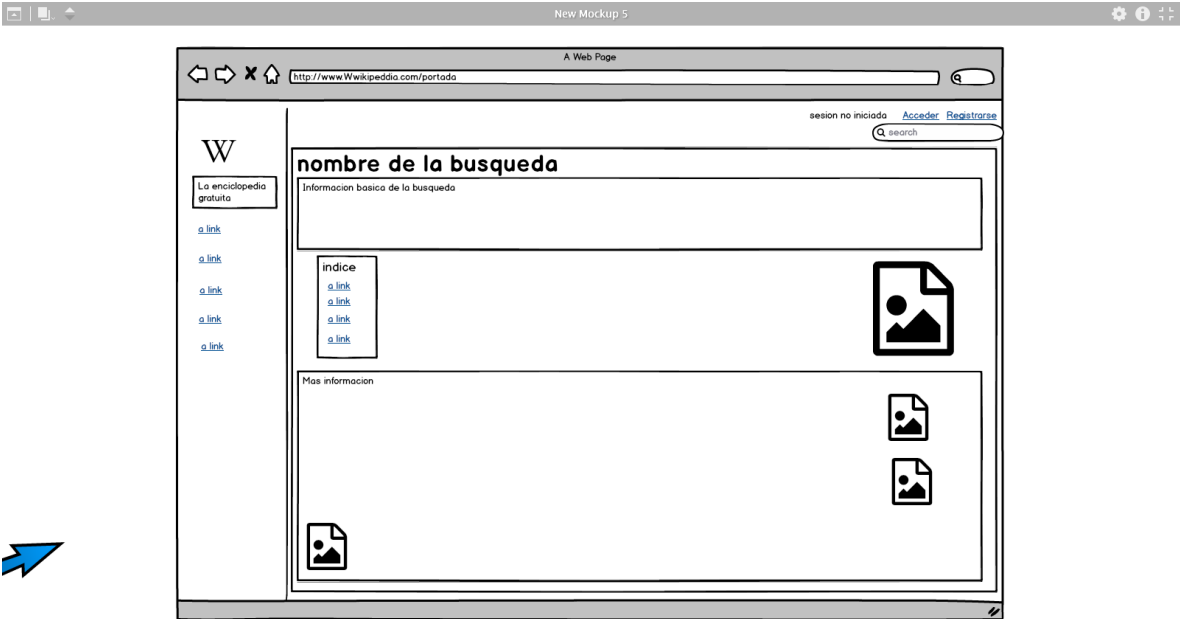 New Mockup 5
A Web Page
http://www.Wwikipeddia.com/portada
sesion no iniciada Acceder Registrarse
search
W
La enciclopedia
gratuita
a link
a link
a link
a link
a link
nombre de la busqueda
Informacion basica de la busqueda
indice
a link
a link
a link
a link
Mas informacion